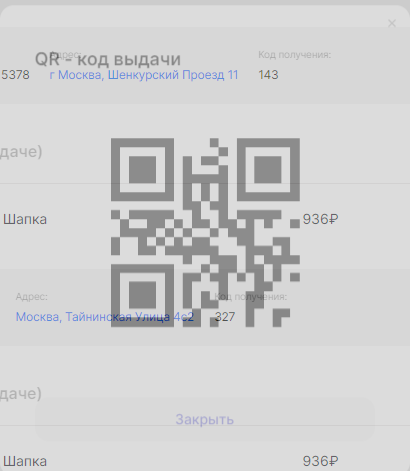 ×
QR - код выдачи
Адрес:
Код получения:
5378 г Москва, Шенкурский Проезд 11 143
даче)
Шапка 936₽
Адрес: Код получения:
Москва, Тайнинская Улица 4с2 327
даче)
Закрыть
Шапка 936₽